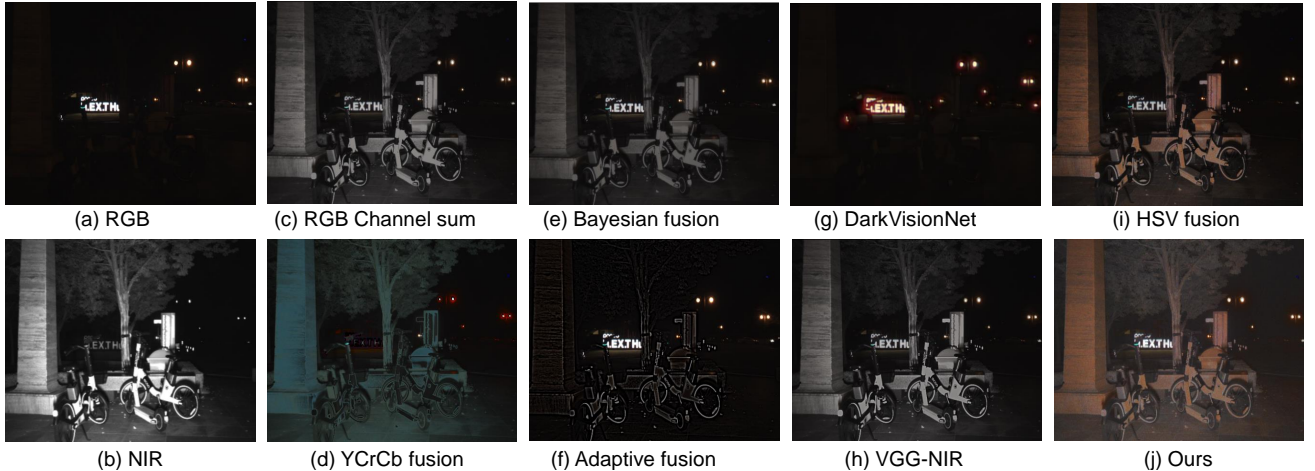 (a) RGB
(c) RGB Channel sum
(e) Bayesian fusion
(g) DarkVisionNet
(i) HSV fusion
(b) NIR
(d) YCrCb fusion
(f) Adaptive fusion
(h) VGG-NIR
(j) Ours